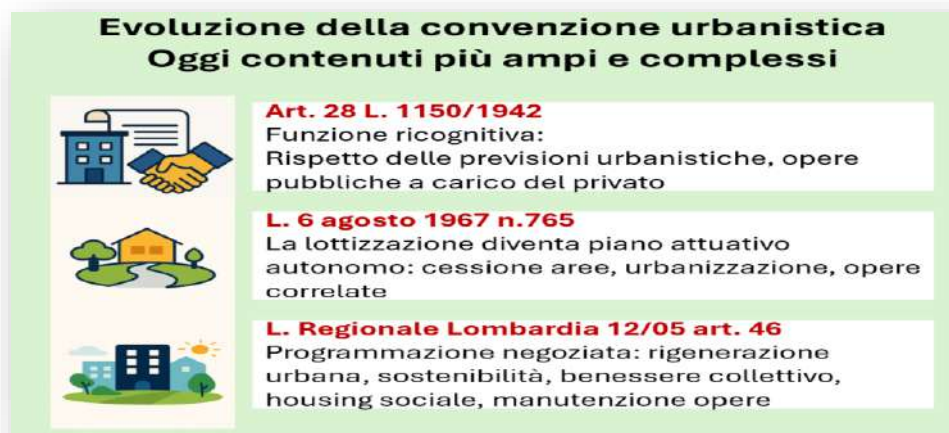 Evoluzione della convenzione urbanistica
Oggi contenuti più ampi e complessi
Art. 28 L. 1150/1942
Funzione ricognitiva:
Rispetto delle previsioni urbanistiche, opere
pubbliche a carico del privato
L. 6 agosto 1967 n.765
La lottizzazione diventa piano attuativo
autonomo: cessione aree, urbanizzazione, opere
correlate
L. Regionale Lombardia 12/05 art. 46
Programmazione negoziata: rigenerazione
urbana, sostenibilità, benessere collettivo,
housing sociale, manutenzione opere